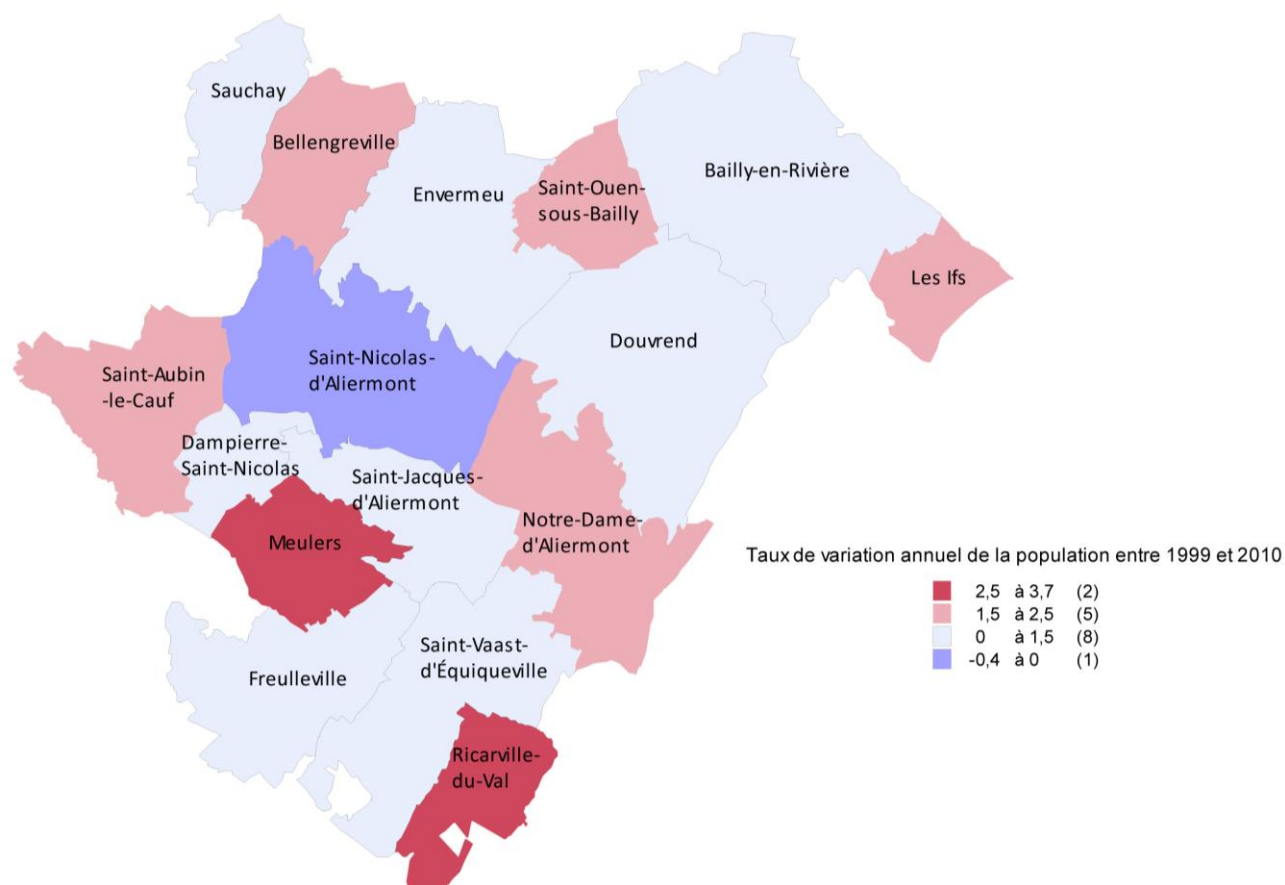 Sauchay
Bellengreville
Envermeu
Saint-Ouen-
sous-Bailly
Bailly-en-Rivière
Les Ifs
Douvrend
Saint-Nicolas-
d'Aliermont
Saint-Aubin
-le-Cauf
Dampierre-
Saint-Nicolas
Saint-Jacques-
d'Aliermont
Notre-Dame-
d'Aliermont
Meulers
Freulleville
Saint-Vaast-
d'Équiqueville
Ricarville-
du-Val
Taux de variation annuel de la population entre 1999 et 2010
2,5 à 3,7 (2)
1,5 à 2,5 (5)
0 à 1,5 (8)
-0,4 à 0 (1)